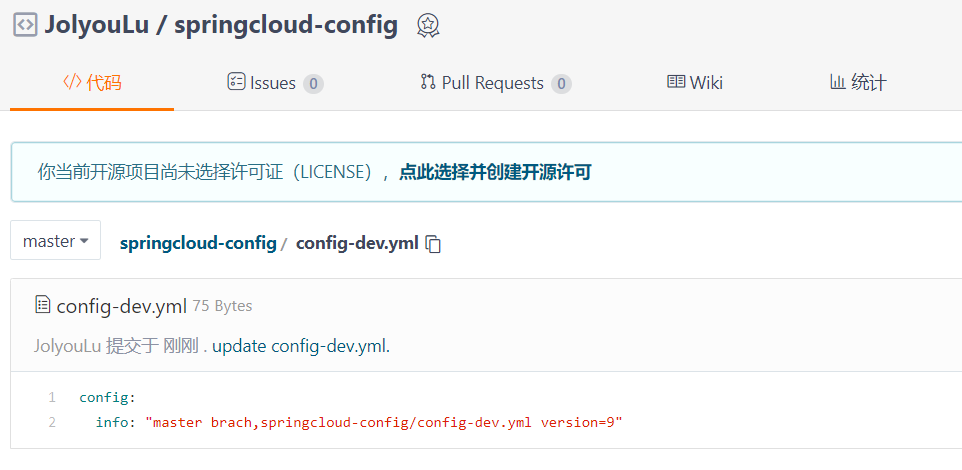 JolyouLu / springcloud-config
代码 Issues 0 Pull Requests 0 Wiki 统计
你当前开源项目尚未选择许可证（LICENSE），点此选择并创建开源许可
master springcloud-config / config-dev.yml
config-dev.yml 75 Bytes
JolyouLu 提交于 刚刚 . update config-dev.yml.
1 config:
2 info: "master brach,springcloud-config/config-dev.yml version=9"